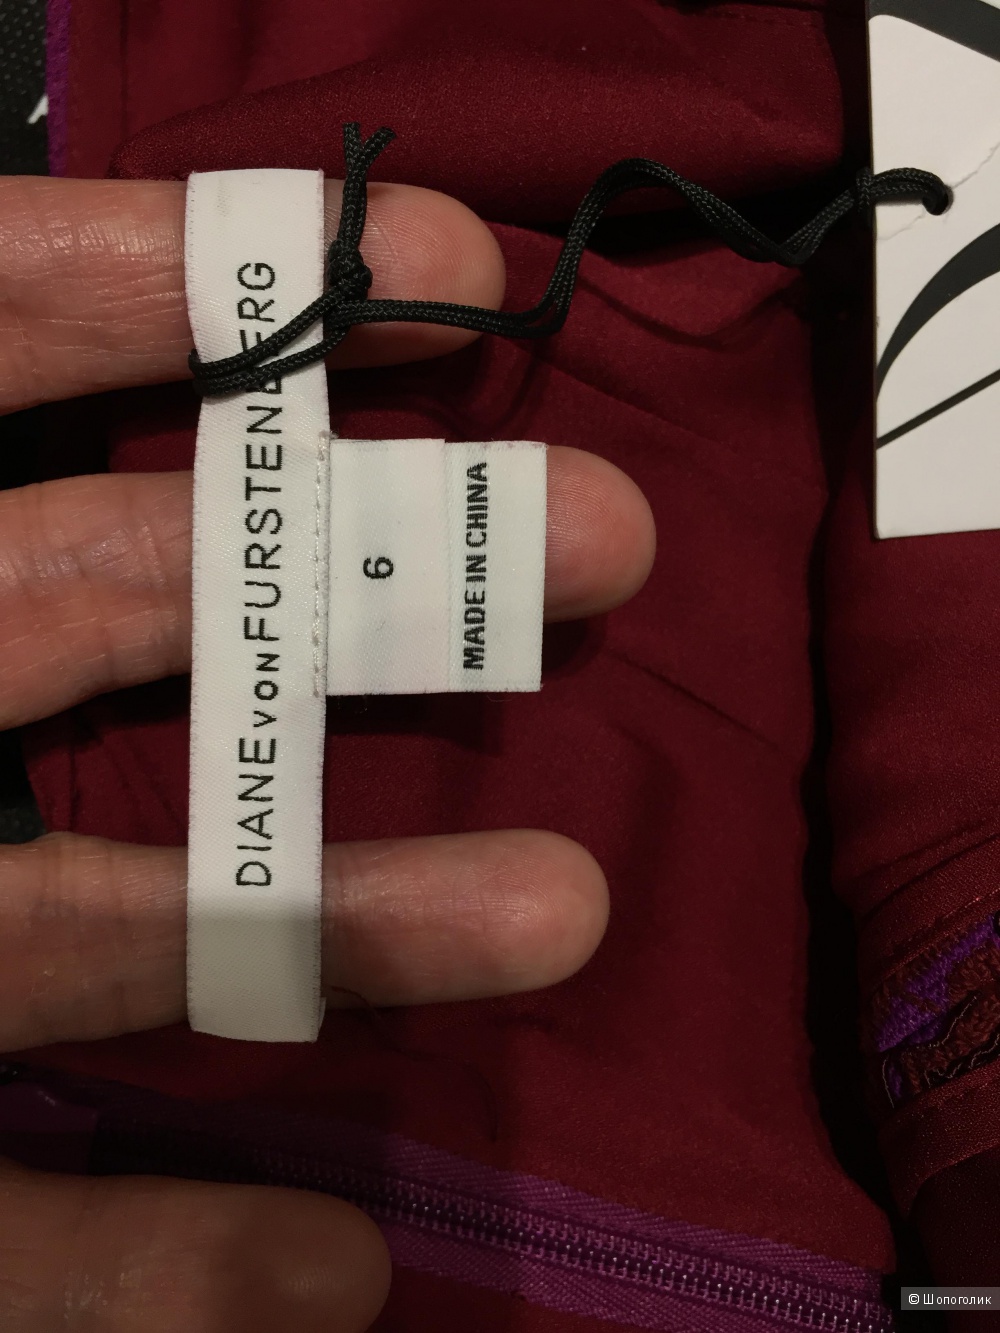 DIANE VON FURSTENBERG
6
MADE IN CHINA
© Шопоголик